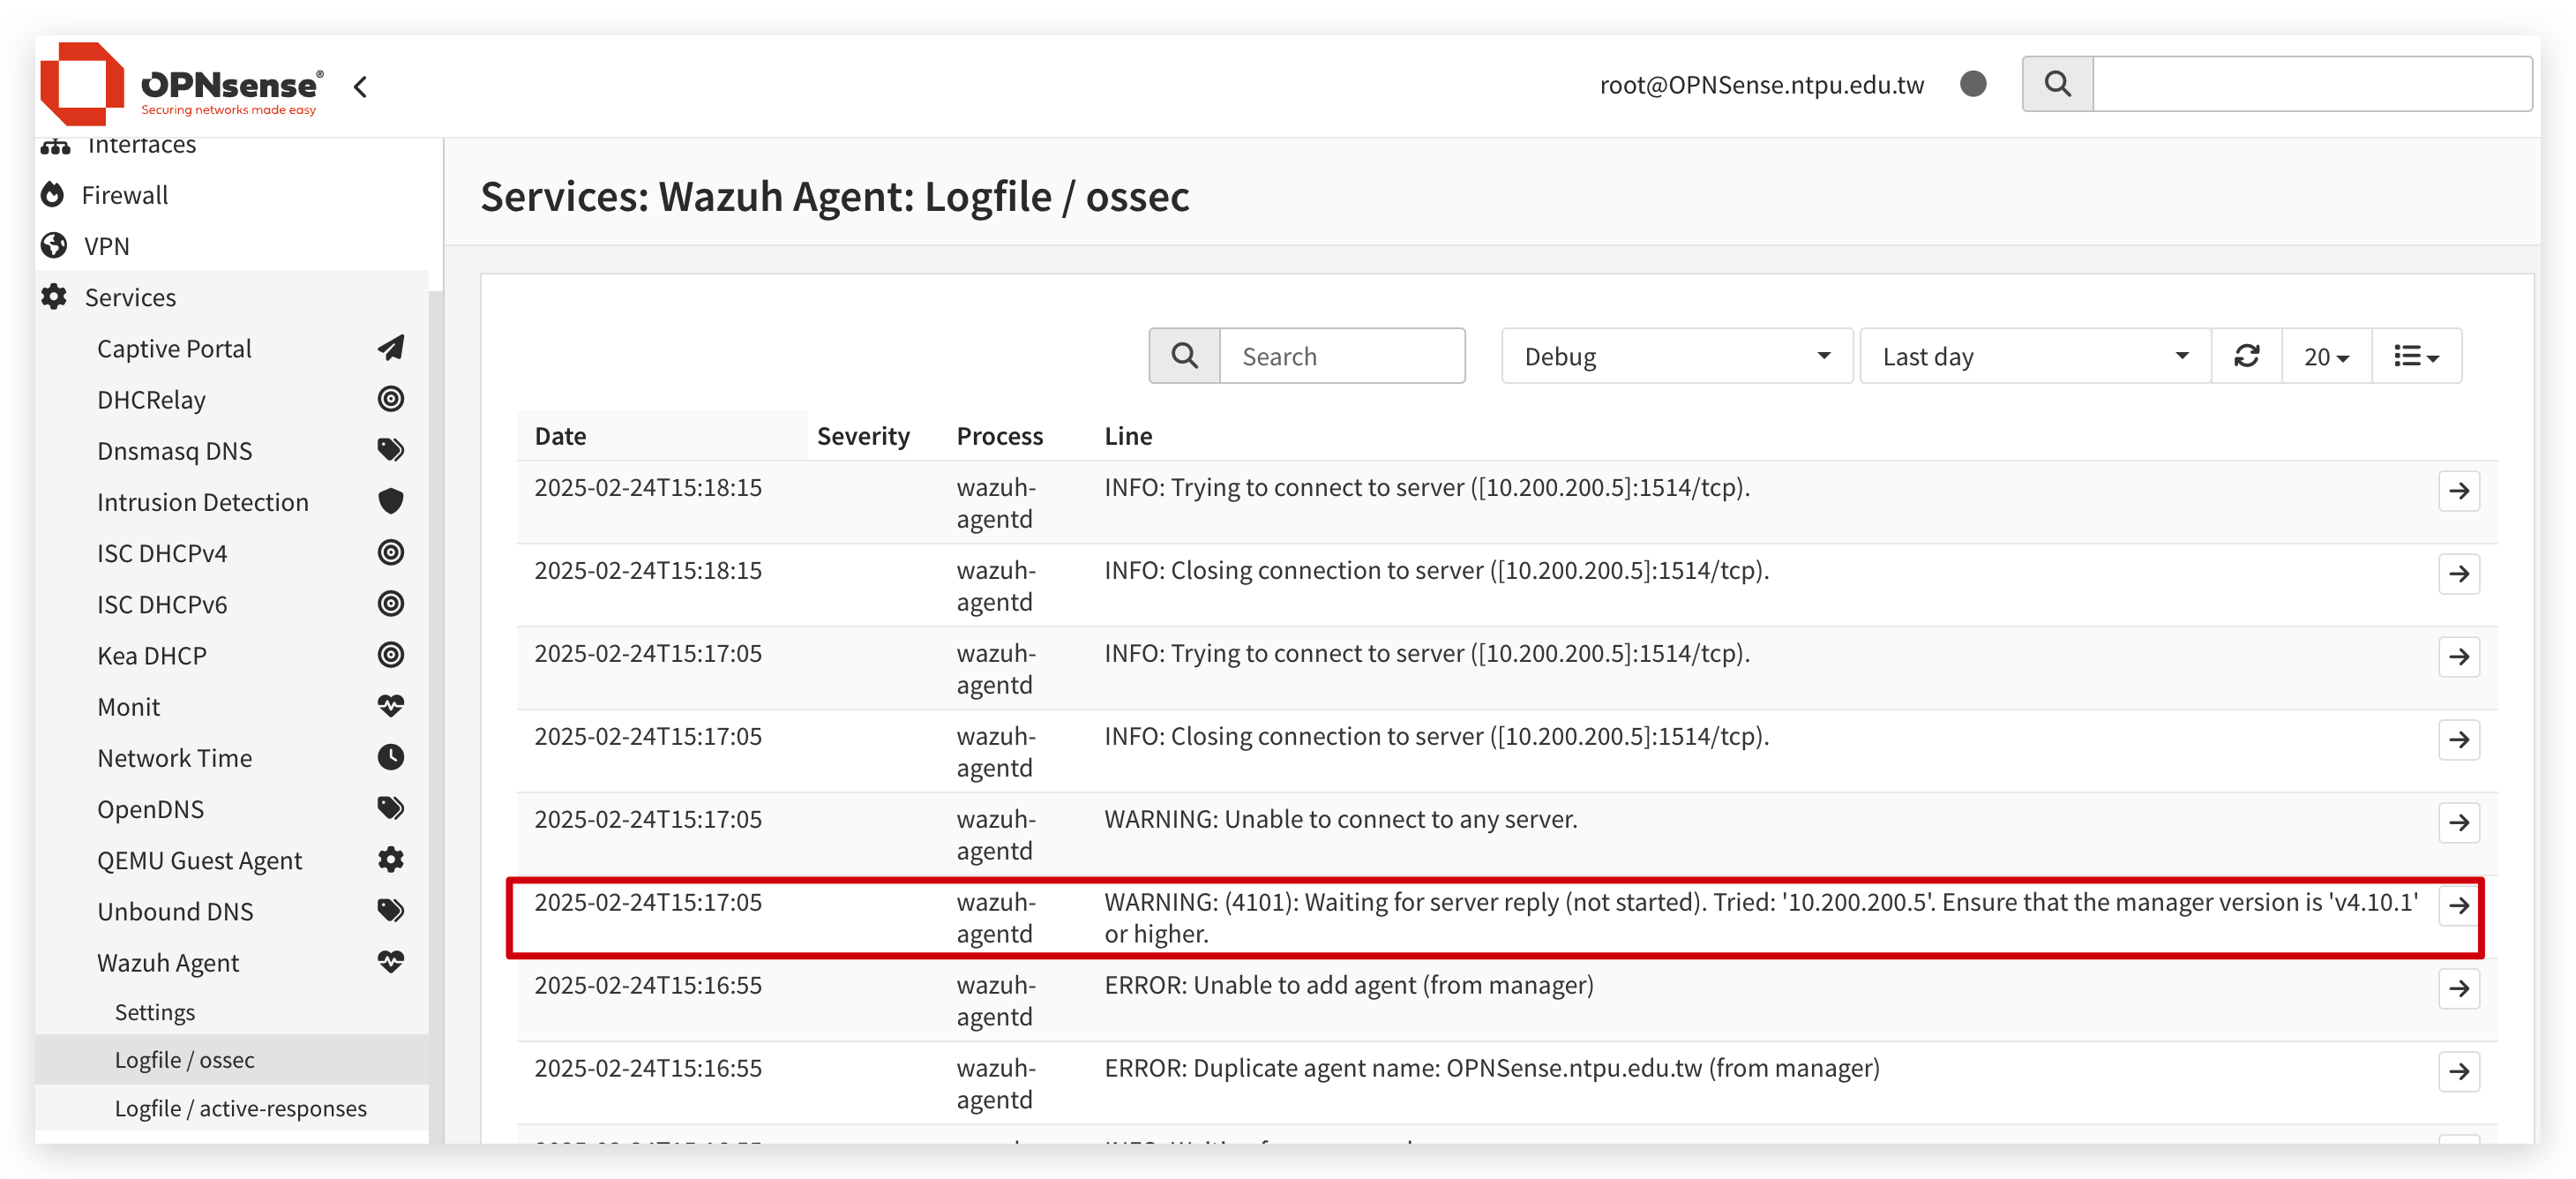 OPNsense®
Securing networks made easy
root@OPNSense.ntpu.edu.tw
Interfaces
Firewall
VPN
Services
Captive Portal
DHCRelay
Dnsmasq DNS
Intrusion Detection
ISC DHCPv4
ISC DHCPv6
Kea DHCP
Monit
Network Time
OpenDNS
QEMU Guest Agent
Unbound DNS
Wazuh Agent
Settings
Logfile / ossec
Logfile / active-responses
Services: Wazuh Agent: Logfile / ossec
Search
Debug
Last day
20
Date Severity Process Line
2025-02-24T15:18:15 wazuh- INFO: Trying to connect to server ([10.200.200.5]:1514/tcp).
agentd
2025-02-24T15:18:15 wazuh- INFO: Closing connection to server ([10.200.200.5]:1514/tcp).
agentd
2025-02-24T15:17:05 wazuh- INFO: Trying to connect to server ([10.200.200.5]:1514/tcp).
agentd
2025-02-24T15:17:05 wazuh- INFO: Closing connection to server ([10.200.200.5]:1514/tcp).
agentd
2025-02-24T15:17:05 wazuh- WARNING: Unable to connect to any server.
agentd
2025-02-24T15:17:05 wazuh- WARNING: (4101): Waiting for server reply (not started). Tried: '10.200.200.5'. Ensure that the manager version is 'v4.10.1'
agentd or higher.
2025-02-24T15:16:55 wazuh- ERROR: Unable to add agent (from manager)
agentd
2025-02-24T15:16:55 wazuh- ERROR: Duplicate agent name: OPNSense.ntpu.edu.tw (from manager)
agentd